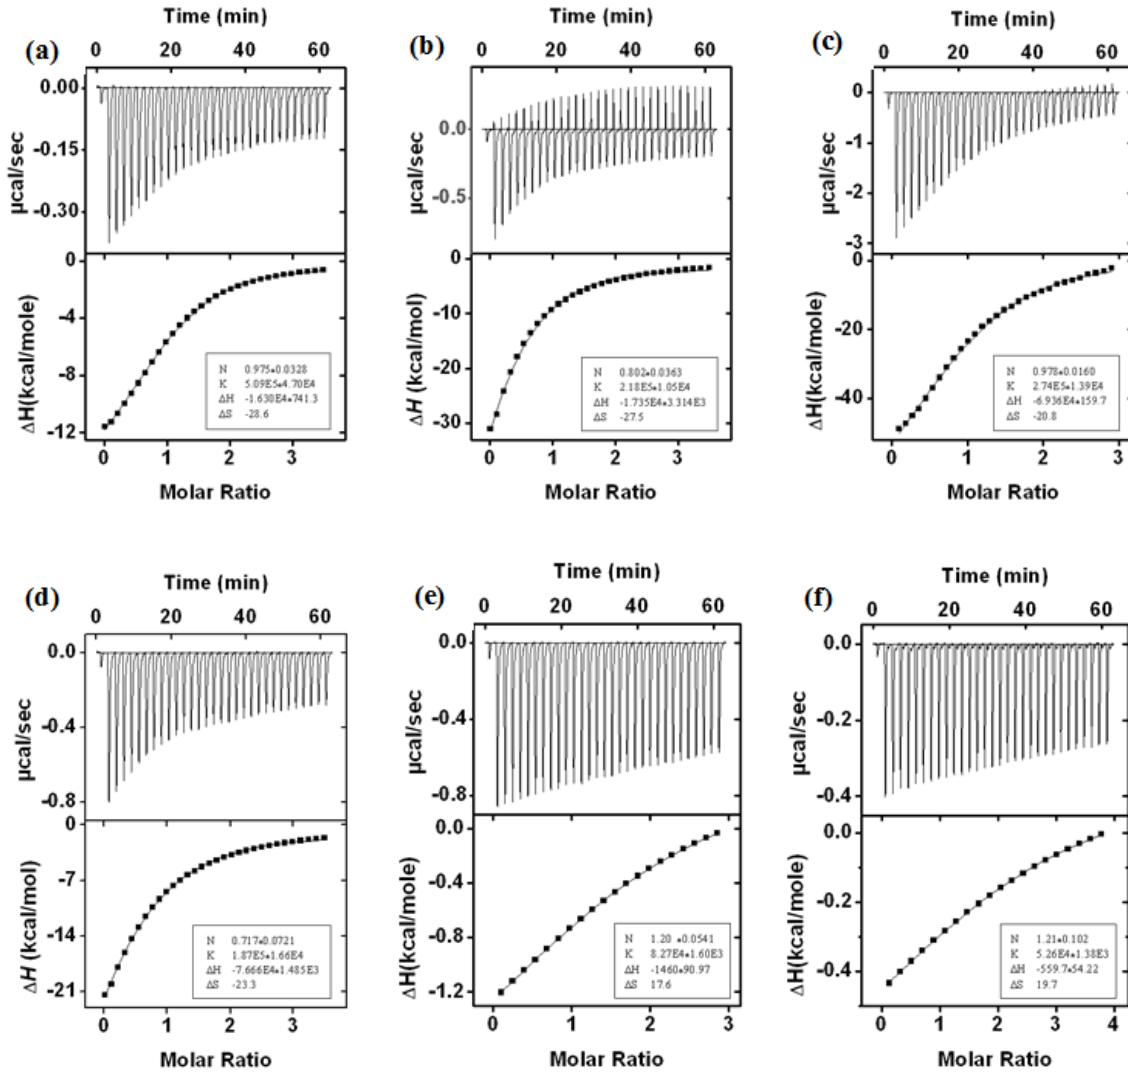 Time (min)
0 20 40 60
(a)
0.00
-0.15
-0.30
µcal/sec
0
-4
-8
-12
ΔH(kcal/mole)
N 0.975±0.0328
K 5.09E5±4.70E4
ΔH -1.630E4±741.3
ΔS -28.6
0 1 2 3
Molar Ratio
Time (min)
0 20 40 60
(b)
0.0
-0.5
µcal/sec
0
-10
-20
-30
ΔH (kcal/mole)
N 0.802±0.0363
K 2.18E5±1.05E4
ΔH -1.735E4±3.314E3
ΔS -27.5
0 1 2 3
Molar Ratio
Time (min)
0 20 40 60
(c)
0
-1
-2
-3
µcal/sec
0
-20
-40
ΔH(kcal/mole)
N 0.978±0.0160
K 2.74E5±1.39E4
ΔH -6.936E4±159.7
ΔS -20.8
0 1 2 3
Molar Ratio
Time (min)
0 20 40 60
(d)
0.0
-0.4
-0.8
µcal/sec
0
-7
-14
-21
ΔH (kcal/mol)
N 0.717±0.0721
K 1.87E5±1.66E4
ΔH -7.666E4±1.485E3
ΔS -23.3
0 1 2 3
Molar Ratio
Time (min)
0 20 40 60
(e)
0.0
-0.4
-0.8
µcal/sec
0.0
-0.4
-0.8
-1.2
ΔH(kcal/mole)
N 1.20 ±0.0541
K 8.27E4±1.60E3
ΔH -1460±90.97
ΔS 17.6
0 1 2 3
Molar Ratio
Time (min)
0 20 40 60
(f)
0.0
-0.2
-0.4
µcal/sec
0.0
-0.2
-0.4
ΔH(kcal/mole)
N 1.21±0.102
K 5.26E4±1.38E3
ΔH -559.7±54.22
ΔS 19.7
0 1 2 3 4
Molar Ratio